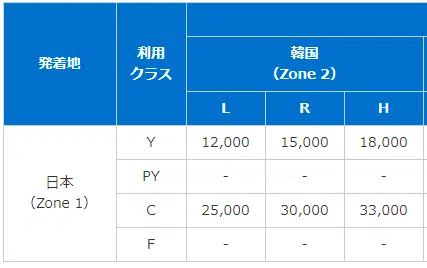 発着地
利用
クラス
韓国
（Zone 2）
L R H
日本
（Zone 1）
Y 12,000 15,000 18,000
PY - - -
C 25,000 30,000 33,000
F - - -